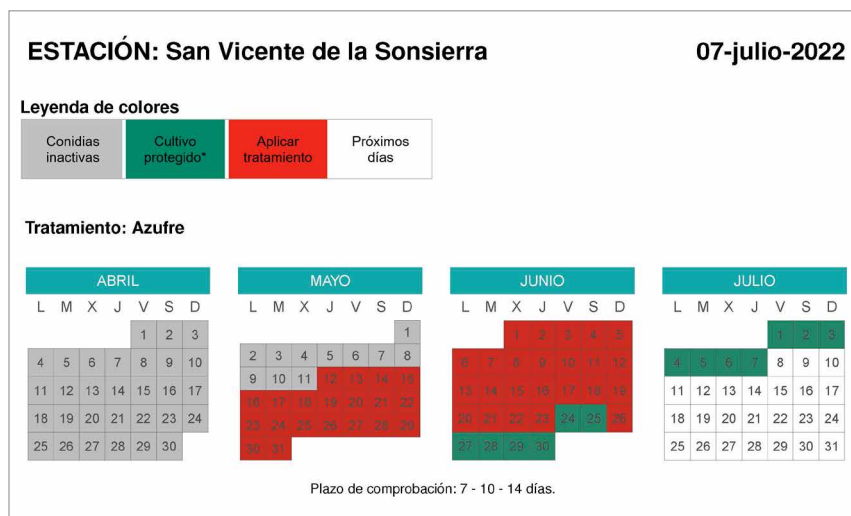 ESTACIÓN: San Vicente de la Sonsierra 07-julio-2022
Leyenda de colores
Conidias inactivas
Cultivo protegido*
Aplicar tratamiento
Próximos días
Tratamiento: Azufre
ABRIL
L M X J V S D
1 2 3
4 5 6 7 8 9 10
11 12 13 14 15 16 17
18 19 20 21 22 23 24
25 26 27 28 29 30
MAYO
L M X J V S D
1
2 3 4 5 6 7 8
9 10 11 12 13 14 15
16 17 18 19 20 21 22
23 24 25 26 27 28 29
30 31
JUNIO
L M X J V S D
1 2 3 4 5
6 7 8 9 10 11 12
13 14 15 16 17 18 19
20 21 22 23 24 25 26
27 28 29 30
JULIO
L M X J V S D
1 2 3
4 5 6 7 8 9 10
11 12 13 14 15 16 17
18 19 20 21 22 23 24
25 26 27 28 29 30 31
Plazo de comprobación: 7 - 10 - 14 días.